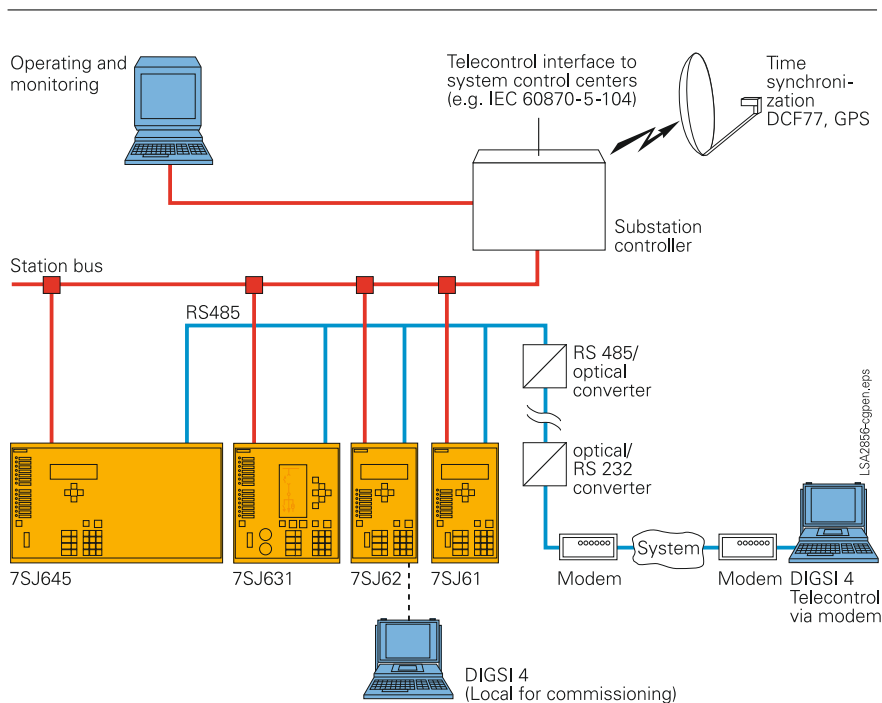 Operating and
monitoring
Telecontrol interface to
system control centers
(e.g. IEC 60870-5-104)
Time
synchroni-
zation
DCF77, GPS
Substation
controller
Station bus
RS485
RS 485/
optical
converter
optical/
RS 232
converter
LSA2856-cgpen.eps
7SJ645
7SJ631
7SJ62
7SJ61
Modem
System
Modem
DIGSI 4
Telecontrol
via modem
DIGSI 4
(Local for commissioning)